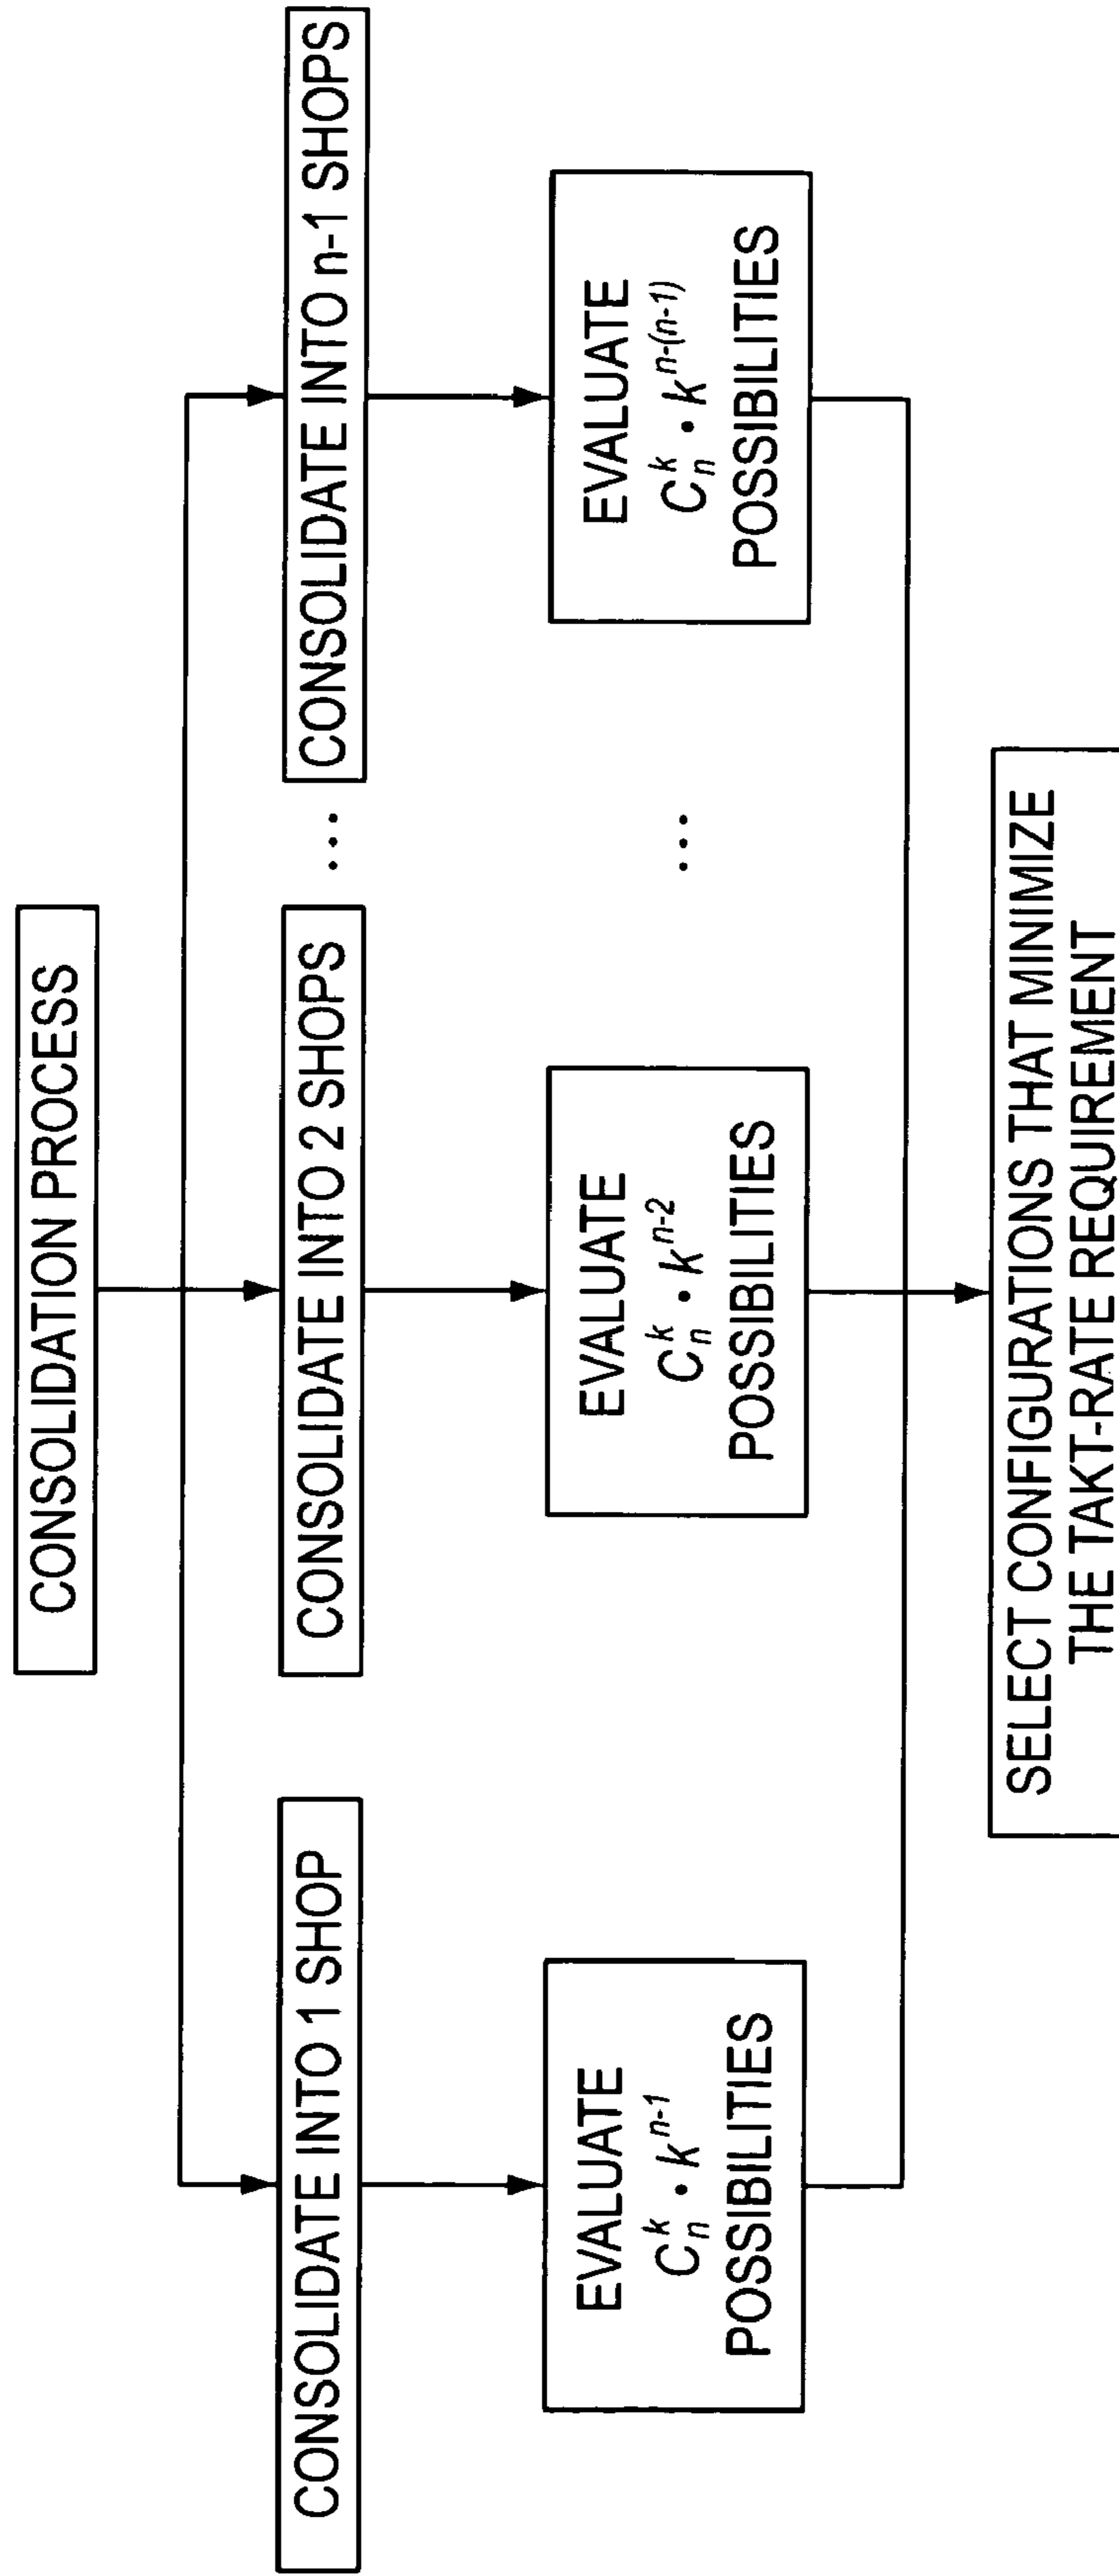 CONSOLIDATION PROCESS
CONSOLIDATE INTO 1 SHOP
CONSOLIDATE INTO 2 SHOPS
...
CONSOLIDATE INTO n-1 SHOPS
EVALUATE
C_n^k • k^{n-1}
POSSIBILITIES
EVALUATE
C_n^k • k^{n-2}
POSSIBILITIES
...
EVALUATE
C_n^k • k^{n-(n-1)}
POSSIBILITIES
SELECT CONFIGURATIONS THAT MINIMIZE
THE TAKT-RATE REQUIREMENT